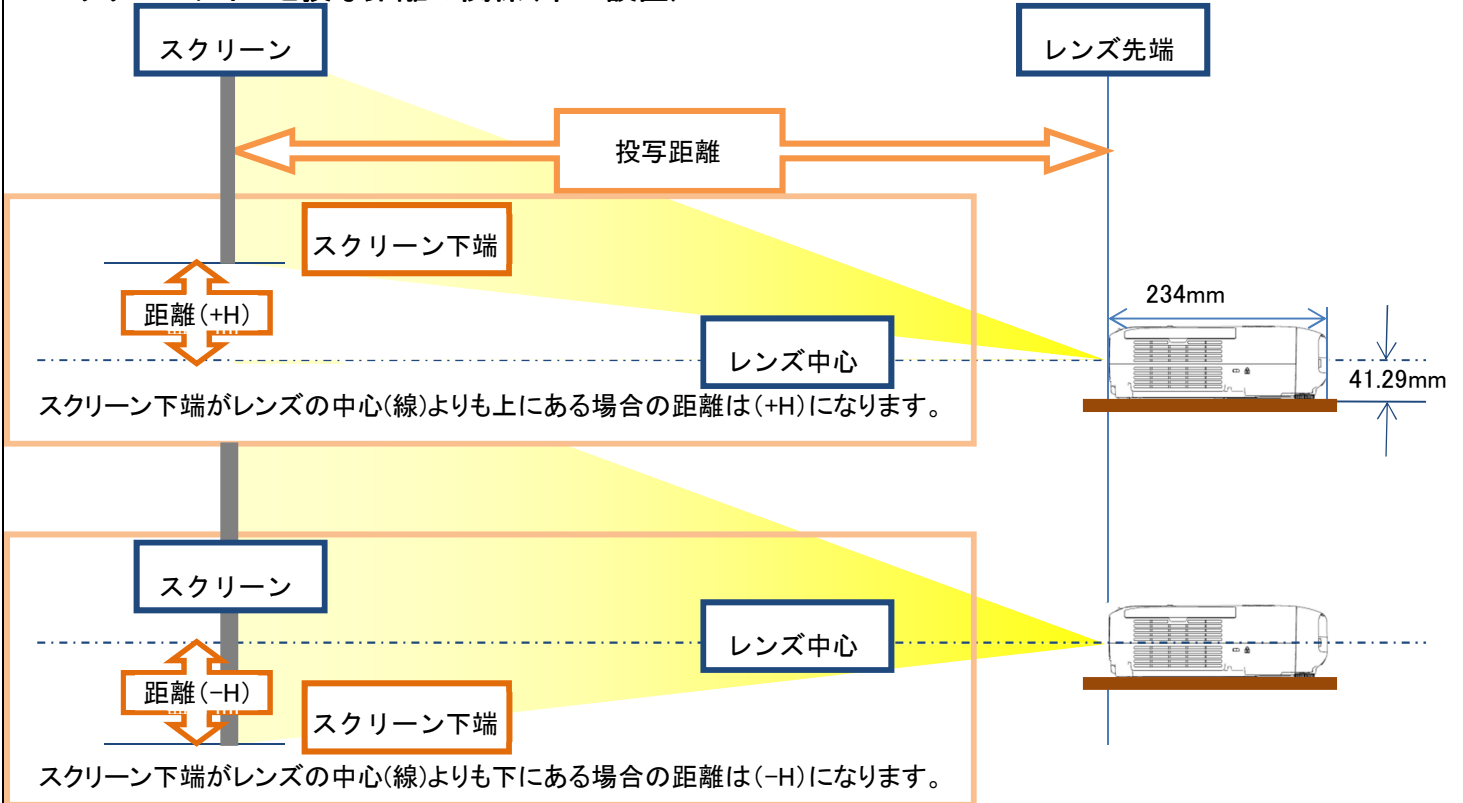 スクリーン
レンズ先端
投写距離
スクリーン下端
距離(+H)
234mm
レンズ中心
41.29mm
スクリーン下端がレンズの中心(線)よりも上にある場合の距離は(+H)になります。
スクリーン
レンズ中心
距離(-H)
スクリーン下端
スクリーン下端がレンズの中心(線)よりも下にある場合の距離は(-H)になります。